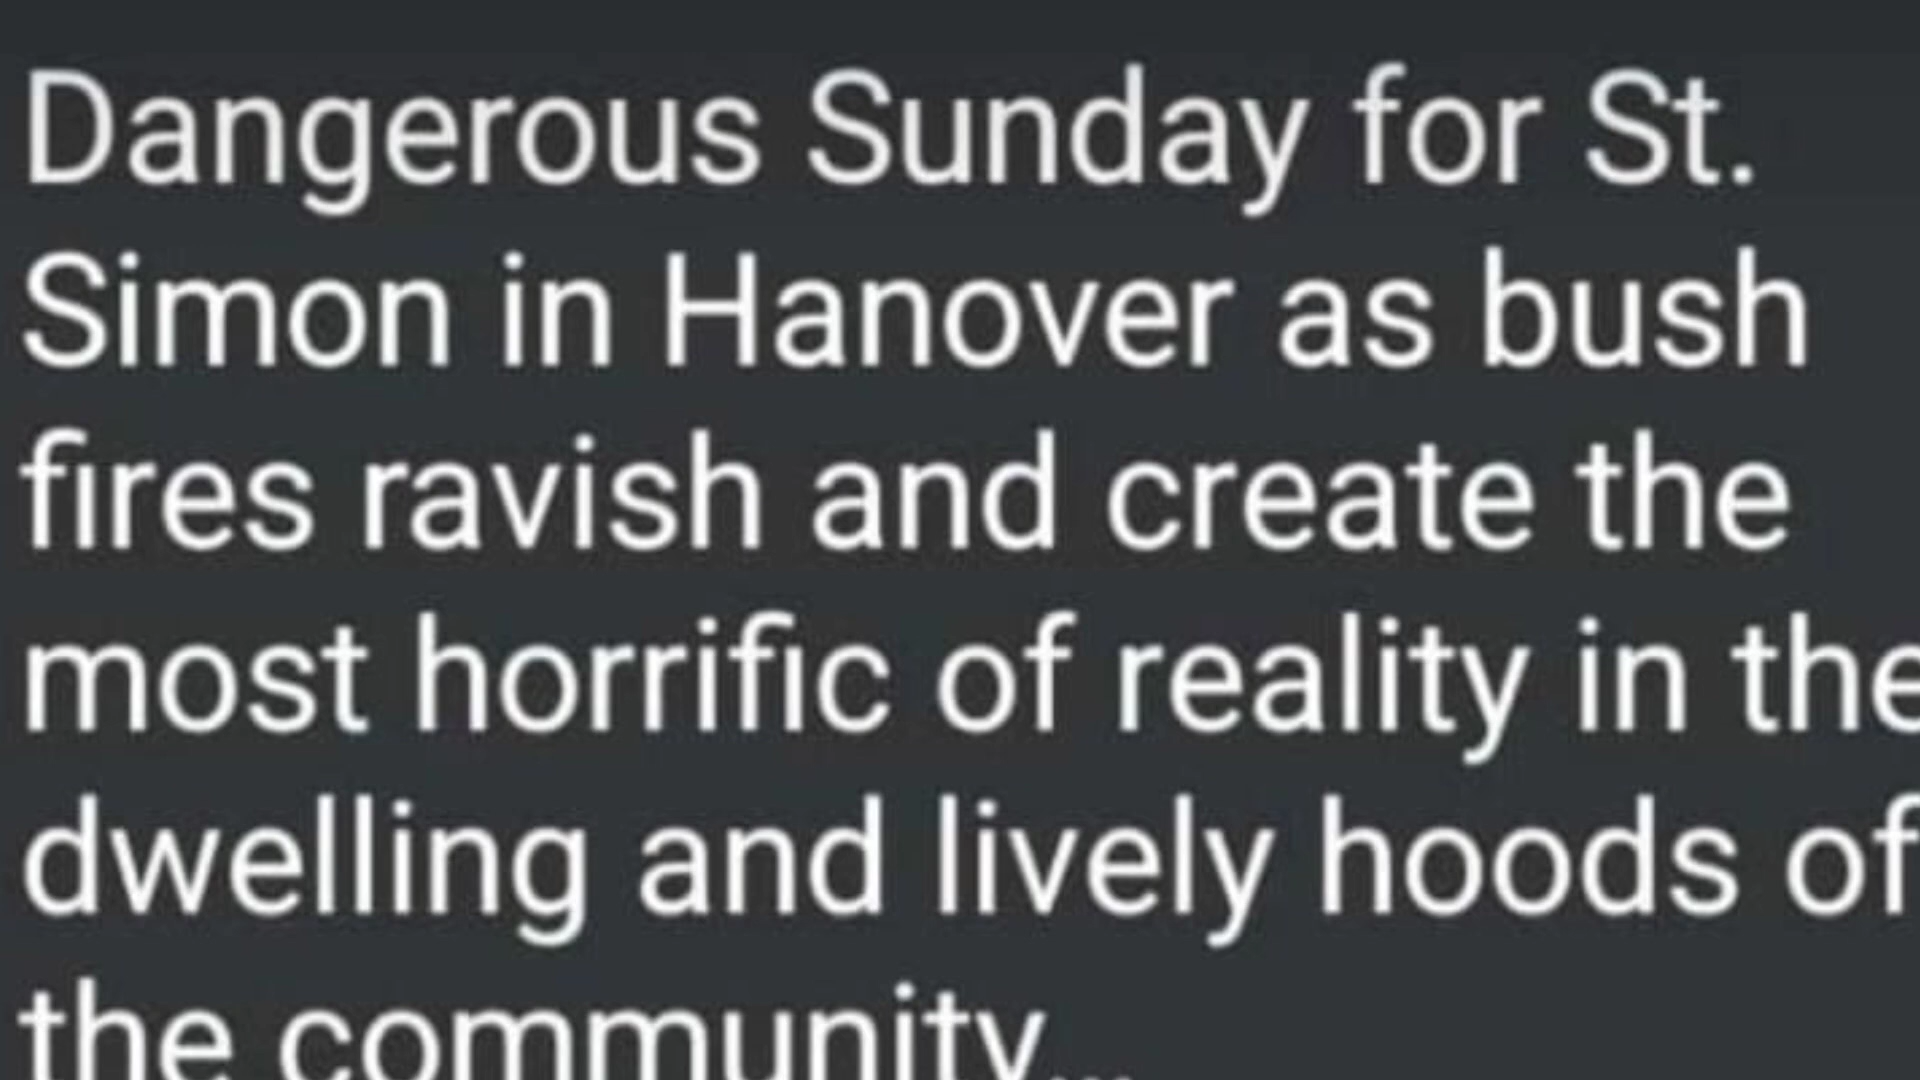 Dangerous Sunday for St.
Simon in Hanover as bush
fires ravish and create the
most horrific of reality in the
dwelling and lively hoods of
the community...